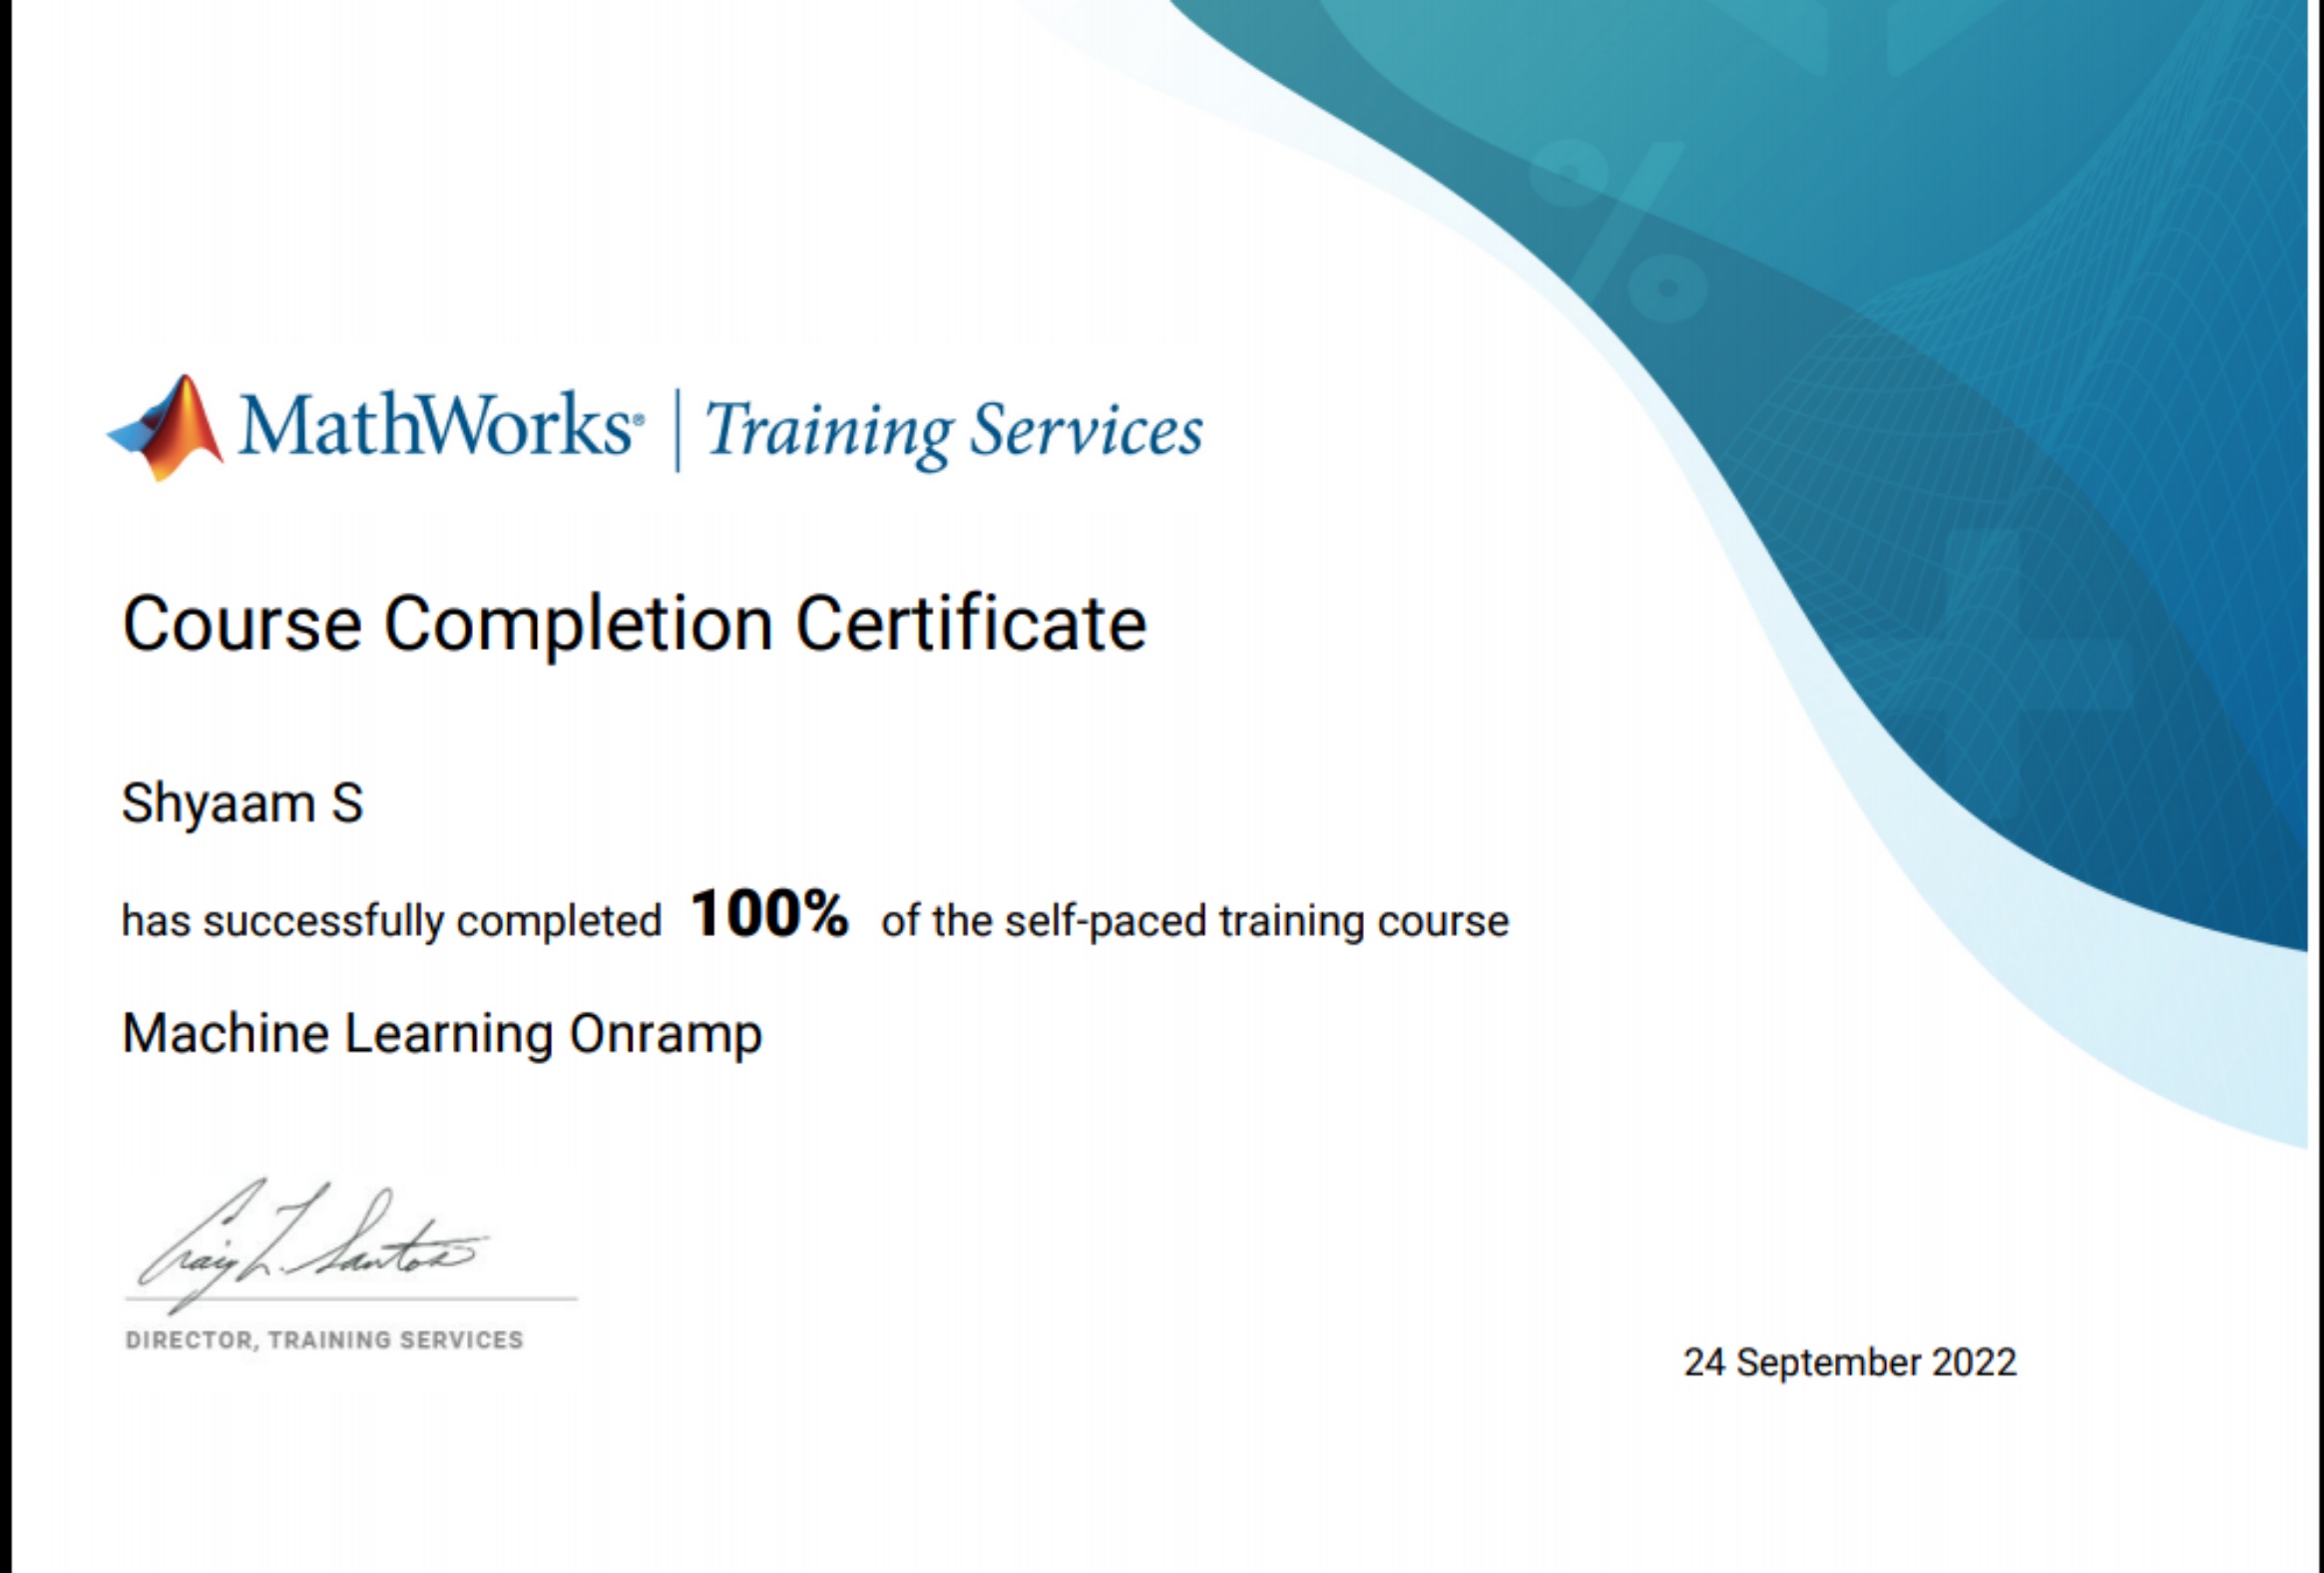 MathWorks® | Training Services
Course Completion Certificate
Shyaam S
has successfully completed 100% of the self-paced training course
Machine Learning Onramp
Craig L. Santos
DIRECTOR, TRAINING SERVICES
24 September 2022